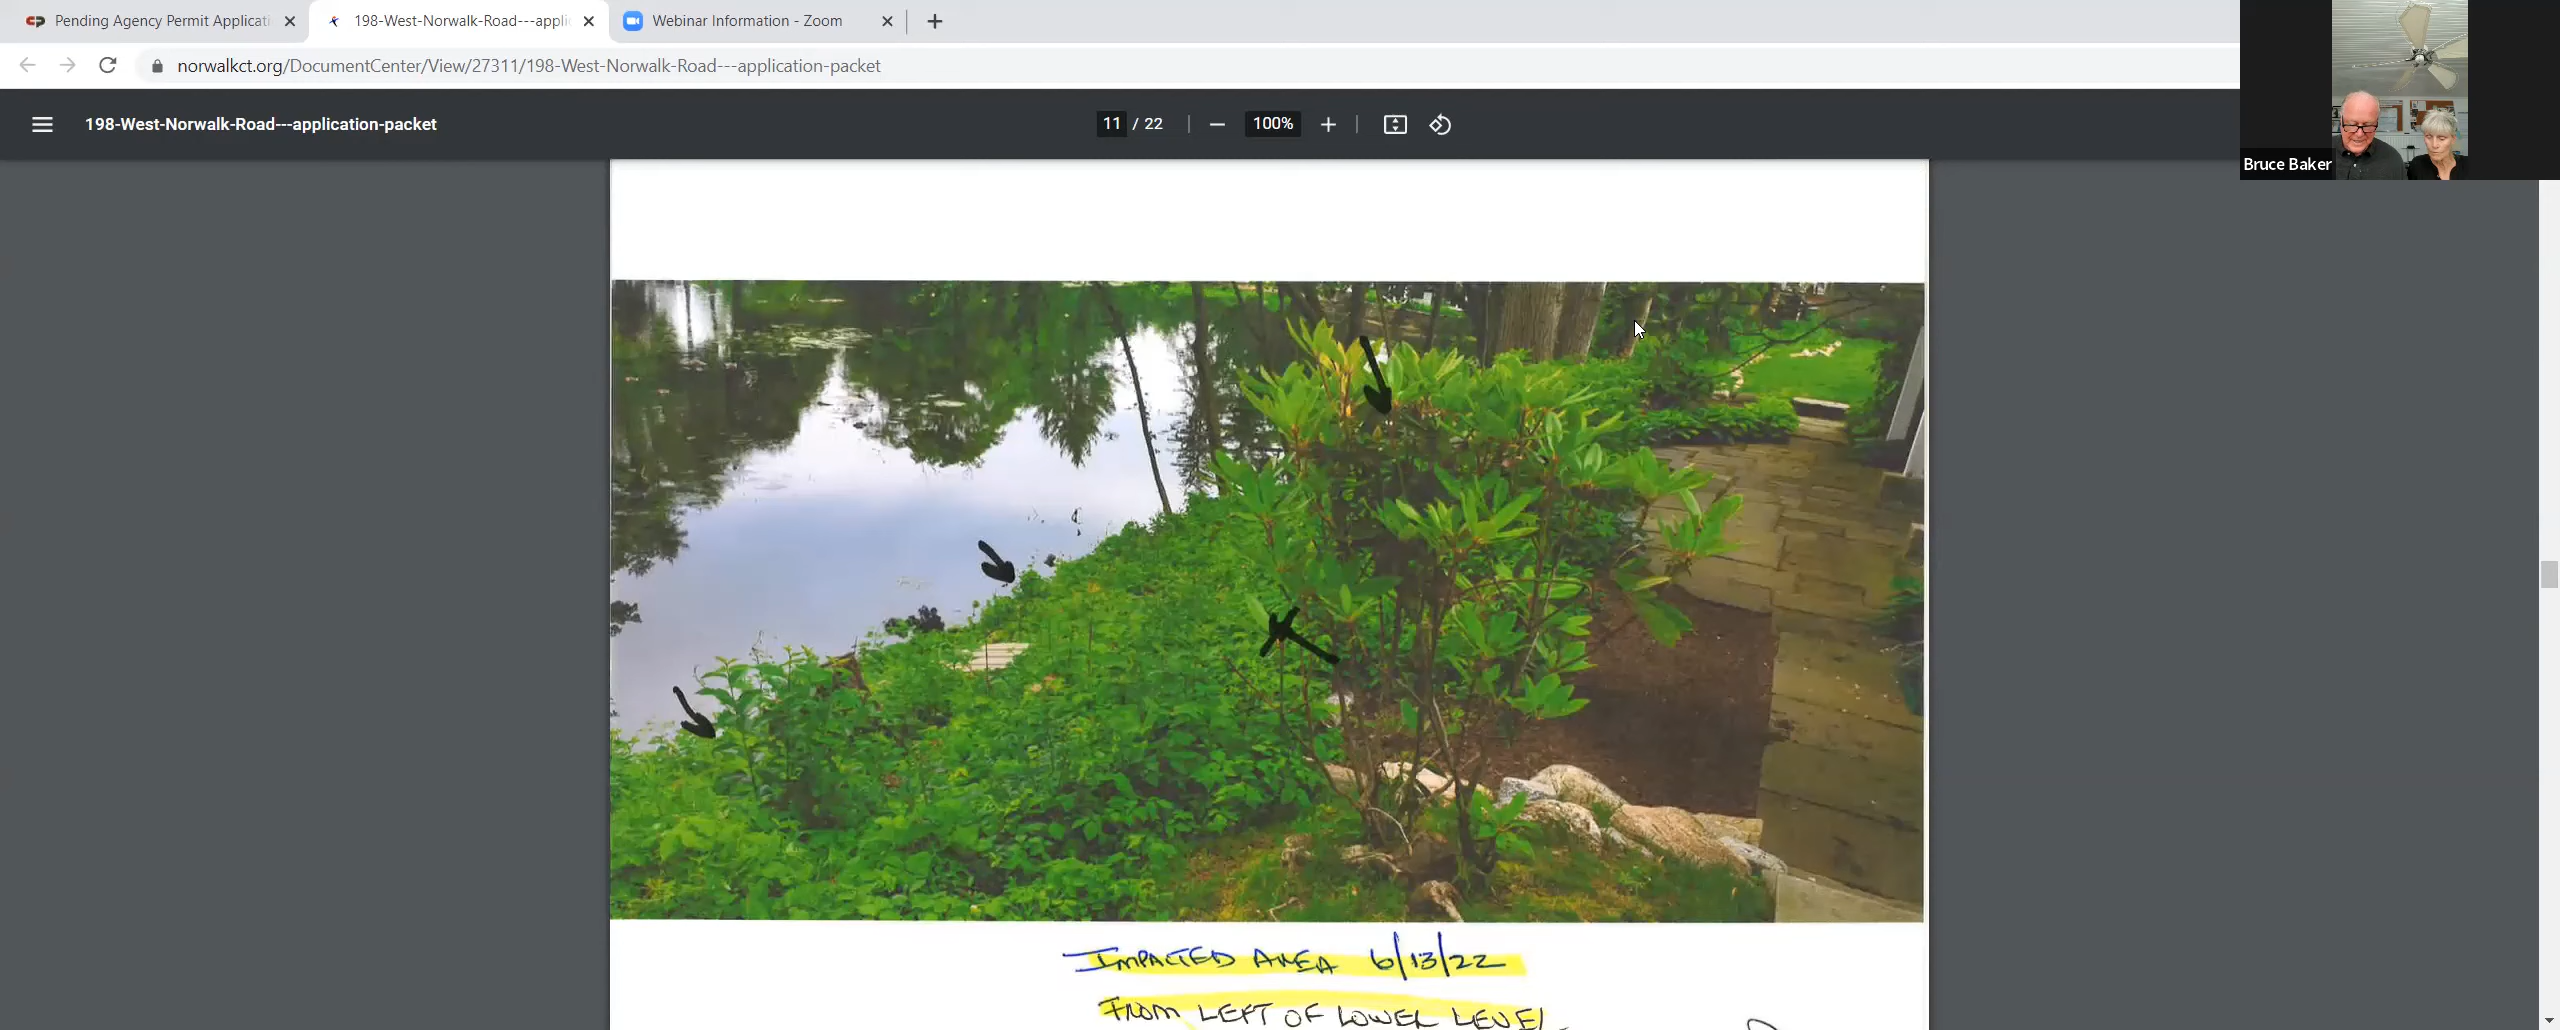 Pending Agency Permit Applicati
198-West-Norwalk-Road---appli
Webinar Information - Zoom
norwalkct.org/DocumentCenter/View/27311/198-West-Norwalk-Road---application-packet
198-West-Norwalk-Road---application-packet
11 / 22
100%
Bruce Baker
IMPACTED AREA 6/13/22
FROM LEFT OF LOWER LEVEL